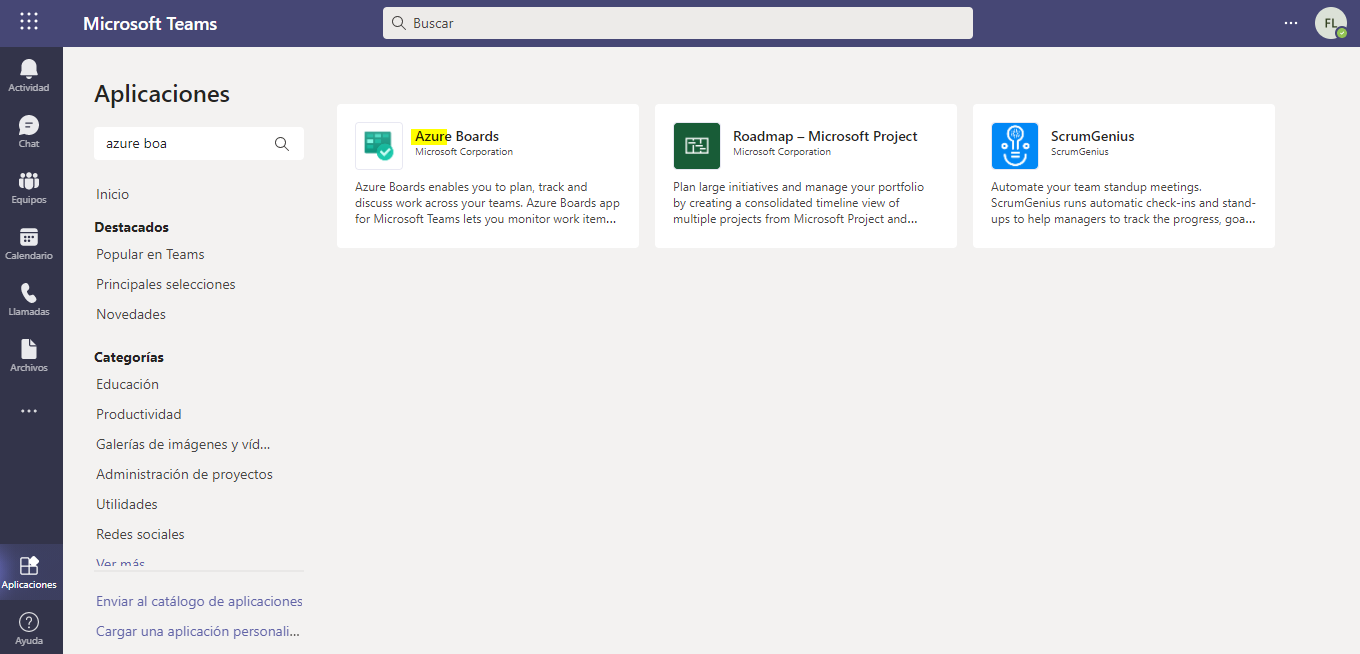 Microsoft Teams
Buscar
FL
Actividad
Chat
Equipos
Calendario
Llamadas
Archivos
Aplicaciones
Ayuda
Aplicaciones
azure boa
Inicio
Destacados
Popular en Teams
Principales selecciones
Novedades
Categorías
Educación
Productividad
Galerías de imágenes y víd...
Administración de proyectos
Utilidades
Redes sociales
Ver más
Enviar al catálogo de aplicaciones
Cargar una aplicación personali...
Azure Boards
Microsoft Corporation
Azure Boards enables you to plan, track and
discuss work across your teams. Azure Boards app
for Microsoft Teams lets you monitor work item...
Roadmap – Microsoft Project
Microsoft Corporation
Plan large initiatives and manage your portfolio
by creating a consolidated timeline view of
multiple projects from Microsoft Project and...
ScrumGenius
ScrumGenius
Automate your team standup meetings.
ScrumGenius runs automatic check-ins and stand-
ups to help managers to track the progress, goa...